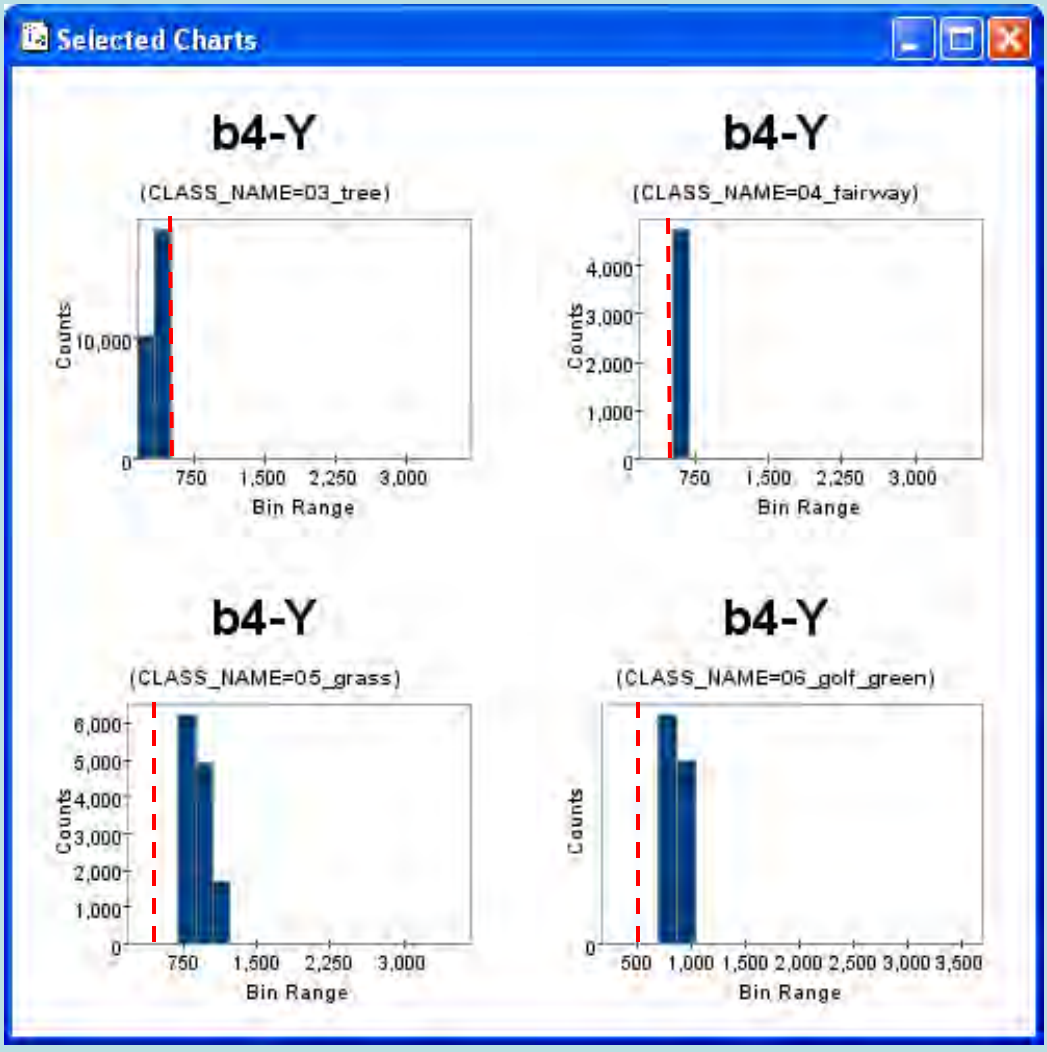 Selected Charts
b4-Y
(CLASS_NAME=03_tree)
Counts
10,000
0
750 1,500 2,250 3,000
Bin Range
b4-Y
(CLASS_NAME=04_fairway)
Counts
4,000
3,000
2,000
1,000
0
750 1,500 2,250 3,000
Bin Range
b4-Y
(CLASS_NAME=05_grass)
Counts
6,000
5,000
4,000
3,000
2,000
1,000
0
750 1,500 2,250 3,000
Bin Range
b4-Y
(CLASS_NAME=06_golf_green)
Counts
0
500 1,000 1,500 2,000 2,500 3,000 3,500
Bin Range